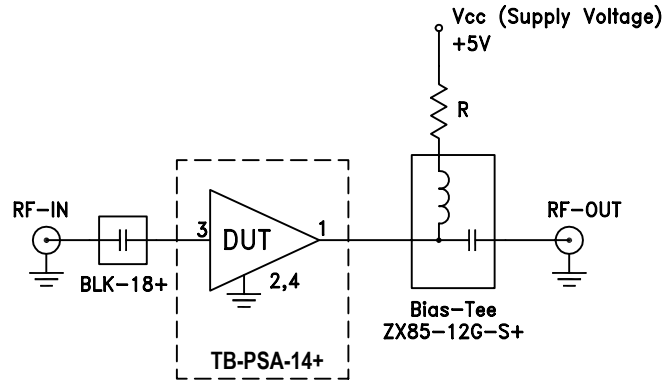 Vcc (Supply Voltage)
+5V
R
RF-IN
3
DUT
1
RF-OUT
BLK-18+
2,4
Bias-Tee
ZX85-12G-S+
TB-PSA-14+